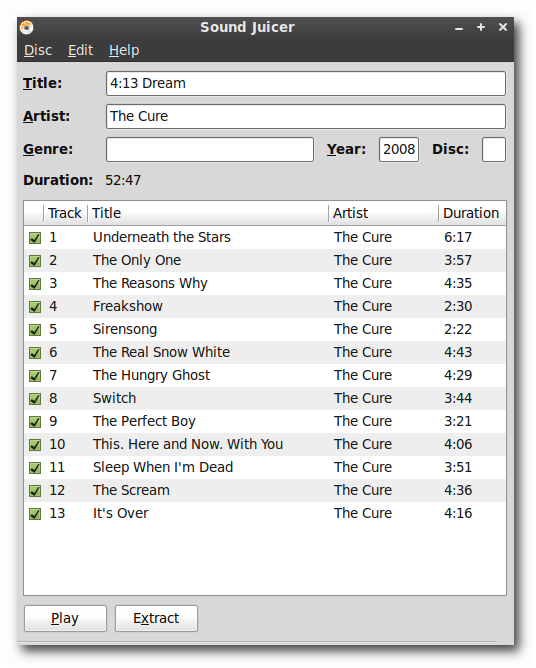 Sound Juicer
Disc Edit Help
Title: 4:13 Dream
Artist: The Cure
Genre: Year: 2008 Disc:
Duration: 52:47
Track Title Artist Duration
1 Underneath the Stars The Cure 6:17
2 The Only One The Cure 3:57
3 The Reasons Why The Cure 4:35
4 Freakshow The Cure 2:30
5 Sirensong The Cure 2:22
6 The Real Snow White The Cure 4:43
7 The Hungry Ghost The Cure 4:29
8 Switch The Cure 3:44
9 The Perfect Boy The Cure 3:21
10 This. Here and Now. With You The Cure 4:06
11 Sleep When I'm Dead The Cure 3:51
12 The Scream The Cure 4:36
13 It's Over The Cure 4:16
Play Extract